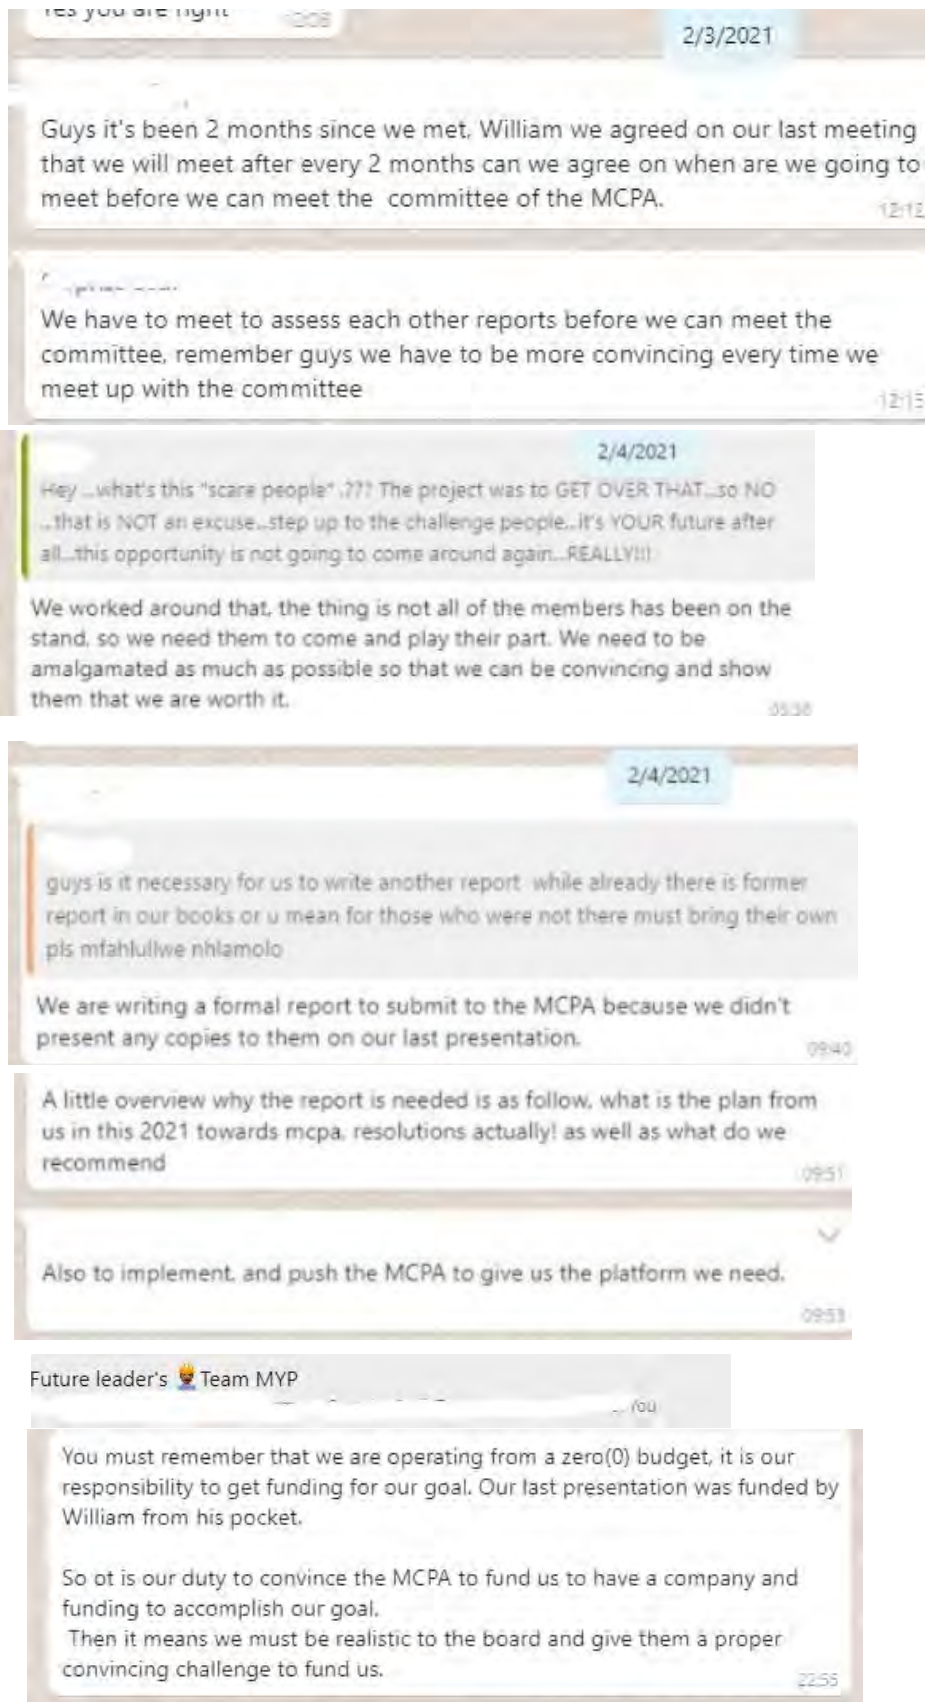 Yes you are right
12:08
2/3/2021
Guys it's been 2 months since we met, William we agreed on our last meeting
that we will meet after every 2 months can we agree on when are we going to
meet before we can meet the committee of the MCPA.
12:12
We have to meet to assess each other reports before we can meet the
committee, remember guys we have to be more convincing every time we
meet up with the committee
12:15
2/4/2021
Hey ...what's this "scare people" .??? The project was to GET OVER THAT...so NO
...that is NOT an excuse...step up to the challenge people...it's YOUR future after
all...this opportunity is not going to come around again...REALLY!!!
We worked around that, the thing is not all of the members has been on the
stand, so we need them to come and play their part. We need to be
amalgamated as much as possible so that we can be convincing and show
them that we are worth it.
2/4/2021
guys is it necessary for us to write another report while already there is former
report in our books or u mean for those who were not there must bring their own
pls mfahlullwe nhlamolo
We are writing a formal report to submit to the MCPA because we didn't
present any copies to them on our last presentation.
09:40
A little overview why the report is needed is as follow, what is the plan from
us in this 2021 towards mcpa, resolutions actually! as well as what do we
recommend
09:51
Also to implement, and push the MCPA to give us the platform we need.
09:53
Future leader's Team MYP
You
You must remember that we are operating from a zero(0) budget, it is our
responsibility to get funding for our goal. Our last presentation was funded by
William from his pocket.
So ot is our duty to convince the MCPA to fund us to have a company and
funding to accomplish our goal.
Then it means we must be realistic to the board and give them a proper
convincing challenge to fund us.
22:55